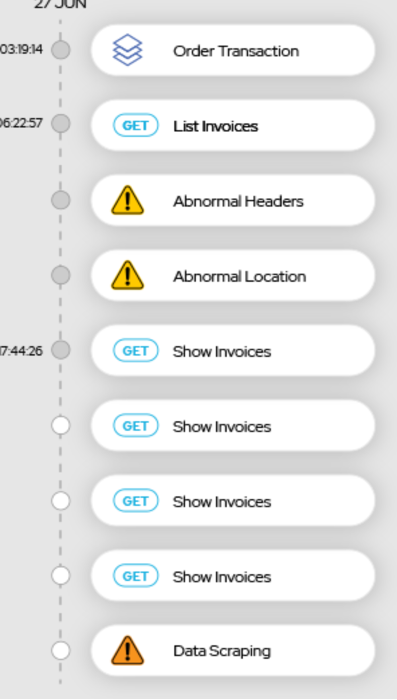 27 JUN
03:19:14
Order Transaction
06:22:57
GET
List Invoices
Abnormal Headers
Abnormal Location
7:44:26
GET
Show Invoices
GET
Show Invoices
GET
Show Invoices
GET
Show Invoices
Data Scraping